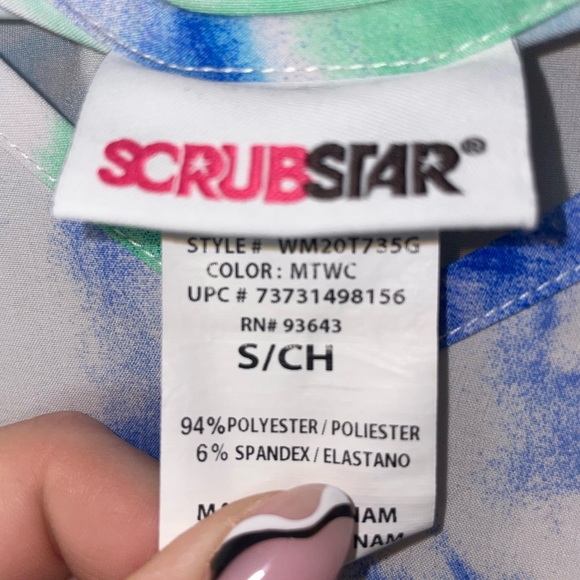 SCRUBSTAR®
STYLE # WM20T735G
COLOR: MTWC
UPC # 73731498156
RN# 93643
S/CH
94% POLYESTER / POLIESTER
6% SPANDEX / ELASTANO